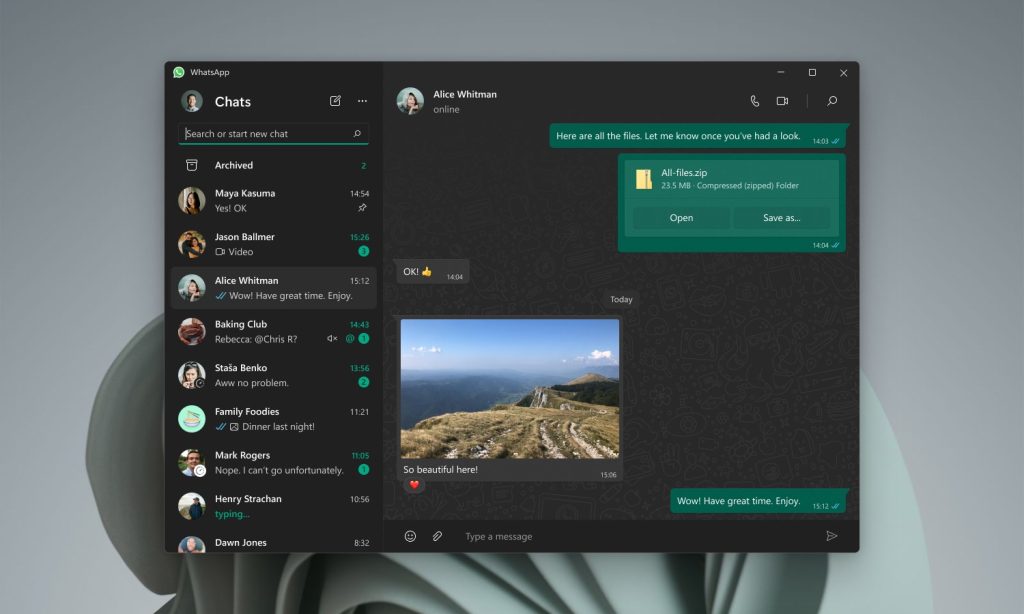 WhatsApp
Chats
Search or start new chat
Archived 2
Maya Kasuma 14:54
Yes! OK
Jason Ballmer 15:26
Video 3
Alice Whitman 15:12
Wow! Have great time. Enjoy.
Baking Club 14:43
Rebecca: @Chris R? @ 1
Staša Benko 13:56
Aww no problem. 2
Family Foodies 11:21
Dinner last night!
Mark Rogers 11:05
Nope. I can't go unfortunately. 1
Henry Strachan 10:56
typing...
Dawn Jones 8:32
Alice Whitman
online
Here are all the files. Let me know once you've had a look. 14:03
All-files.zip
23.5 MB · Compressed (zipped) Folder
Open Save as...
14:04
OK! 👍 14:04
Today
So beautiful here! 15:06
❤️
Wow! Have great time. Enjoy. 15:12
Type a message